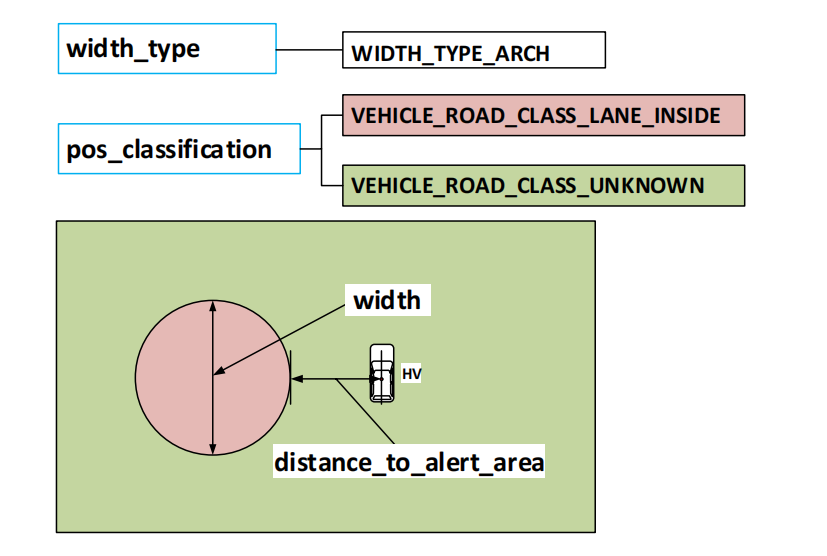 width_type
WIDTH_TYPE_ARCH
pos_classification
VEHICLE_ROAD_CLASS_LANE_INSIDE
VEHICLE_ROAD_CLASS_UNKNOWN
width
HV
distance_to_alert_area